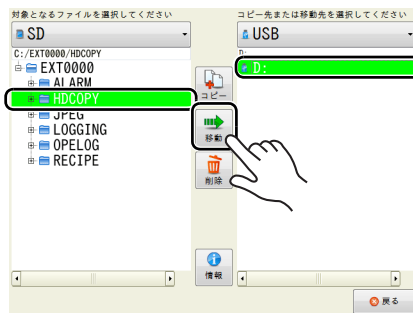 対象となるファイルを選択してください
コピー先または移動先を選択してください
SD
USB
C:/EXT0000/HDCOPY
EXT0000
D:
ALARM
HDCOPY
JPEG
LOGGING
OPELOG
RECIPE
コピー
移動
削除
情報
戻る